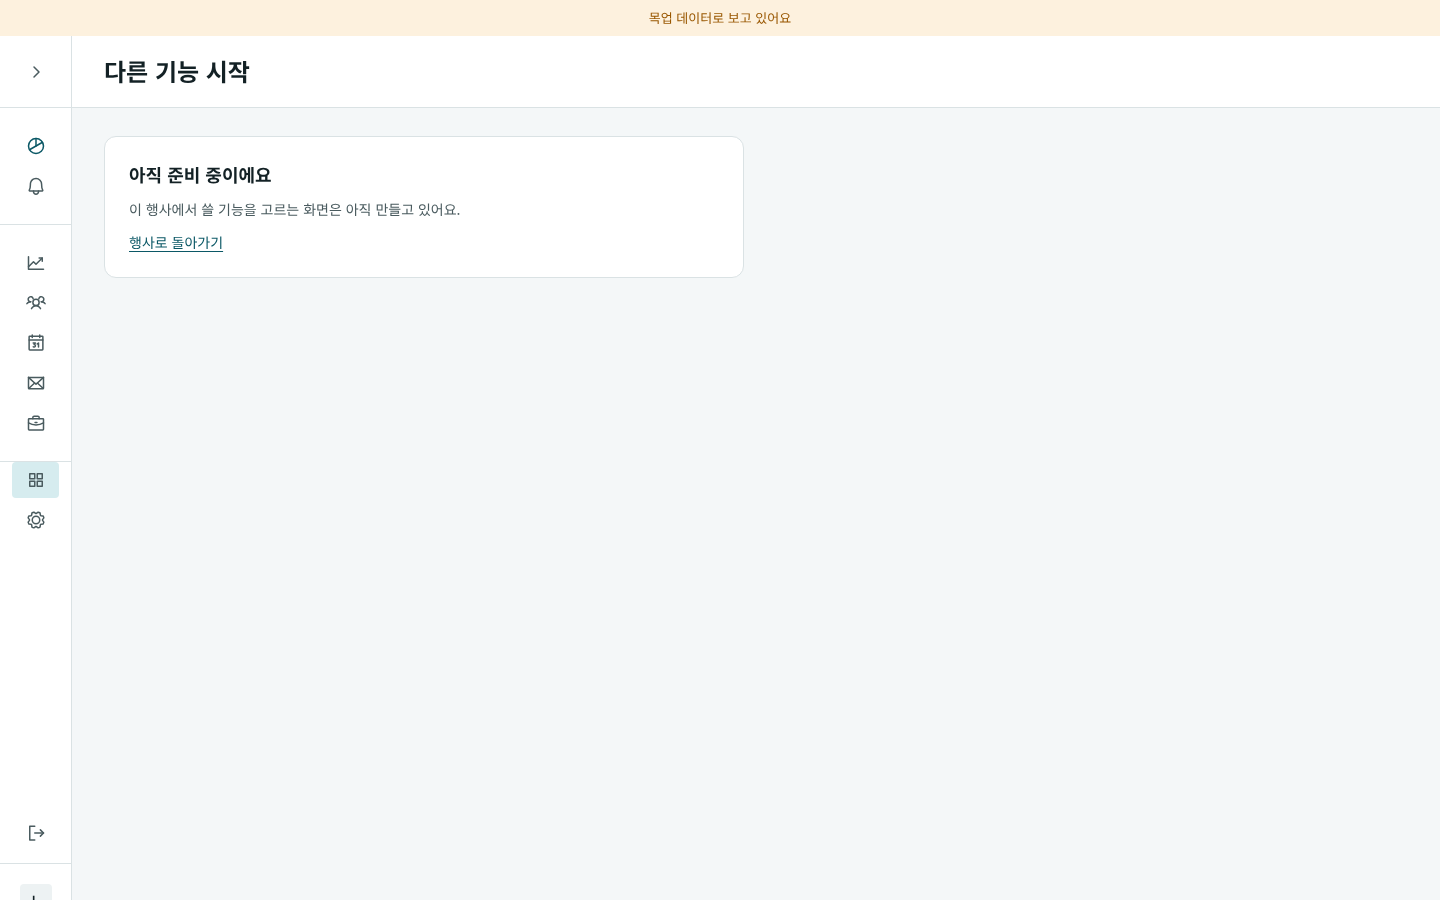 목업 데이터로 보고 있어요
다른 기능 시작
아직 준비 중이에요
이 행사에서 쓸 기능을 고르는 화면은 아직 만들고 있어요.
행사로 돌아가기
31